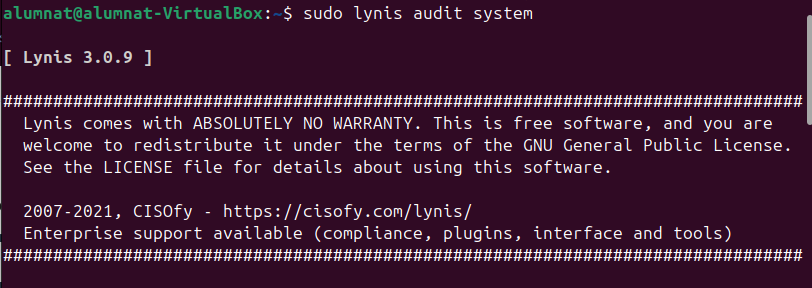 alumnat@alumnat-VirtualBox:~$ sudo lynis audit system
[ Lynis 3.0.9 ]
################################################################################
Lynis comes with ABSOLUTELY NO WARRANTY. This is free software, and you are
welcome to redistribute it under the terms of the GNU General Public License.
See the LICENSE file for details about using this software.
2007-2021, CISOfy - https://cisofy.com/lynis/
Enterprise support available (compliance, plugins, interface and tools)
################################################################################